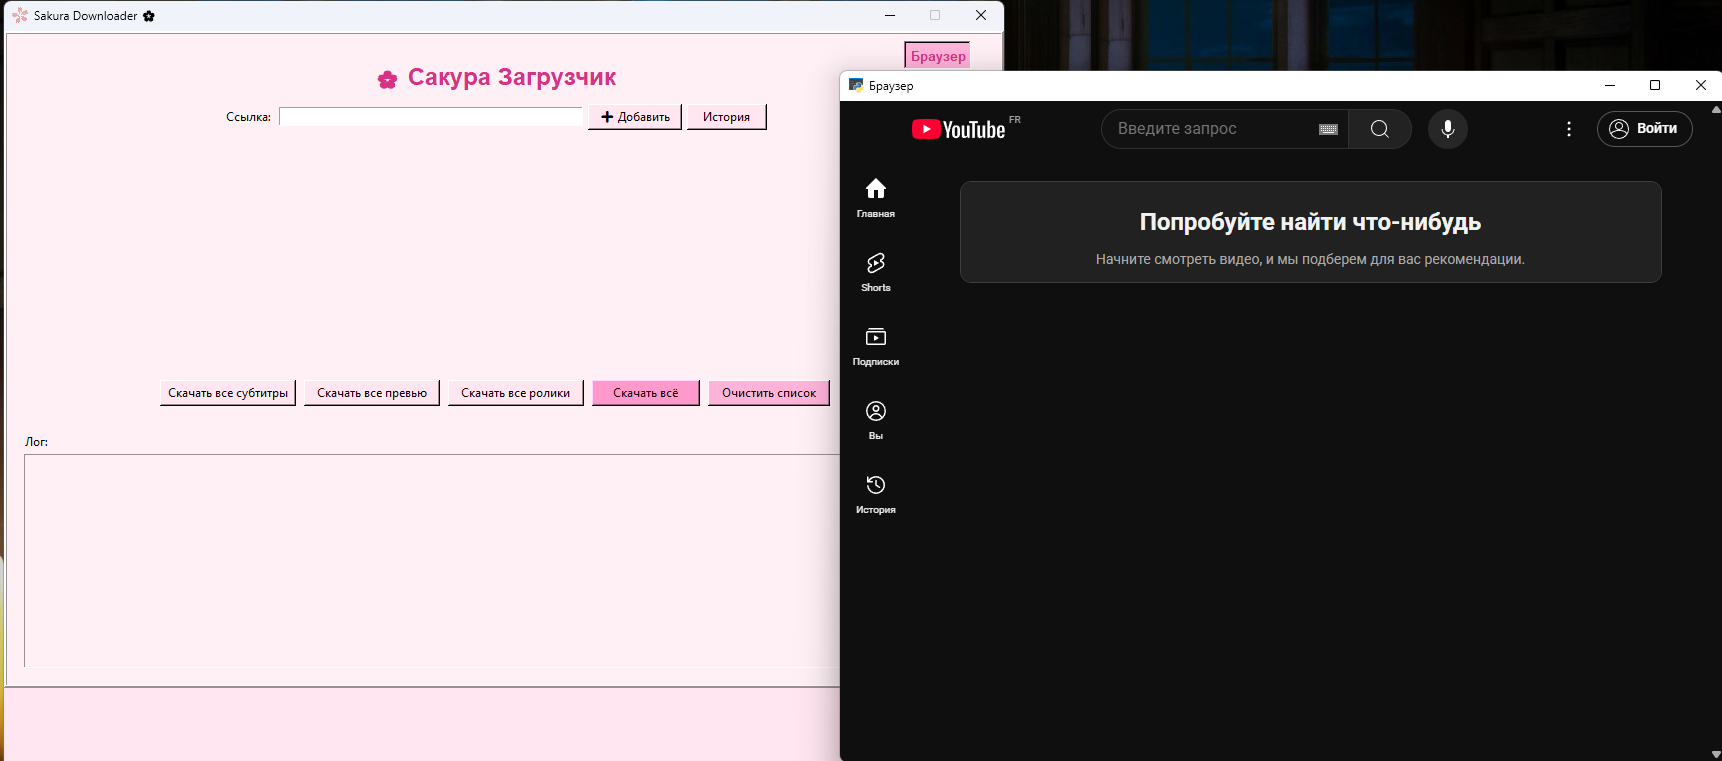 Sakura Downloader
Браузер
Сакура Загрузчик
Ссылка:
Добавить
История
Скачать все субтитры
Скачать все превью
Скачать все ролики
Скачать всё
Очистить список
Лог:
Браузер
YouTube FR
Введите запрос
Войти
Главная
Shorts
Подписки
Вы
История
Попробуйте найти что-нибудь
Начните смотреть видео, и мы подберем для вас рекомендации.